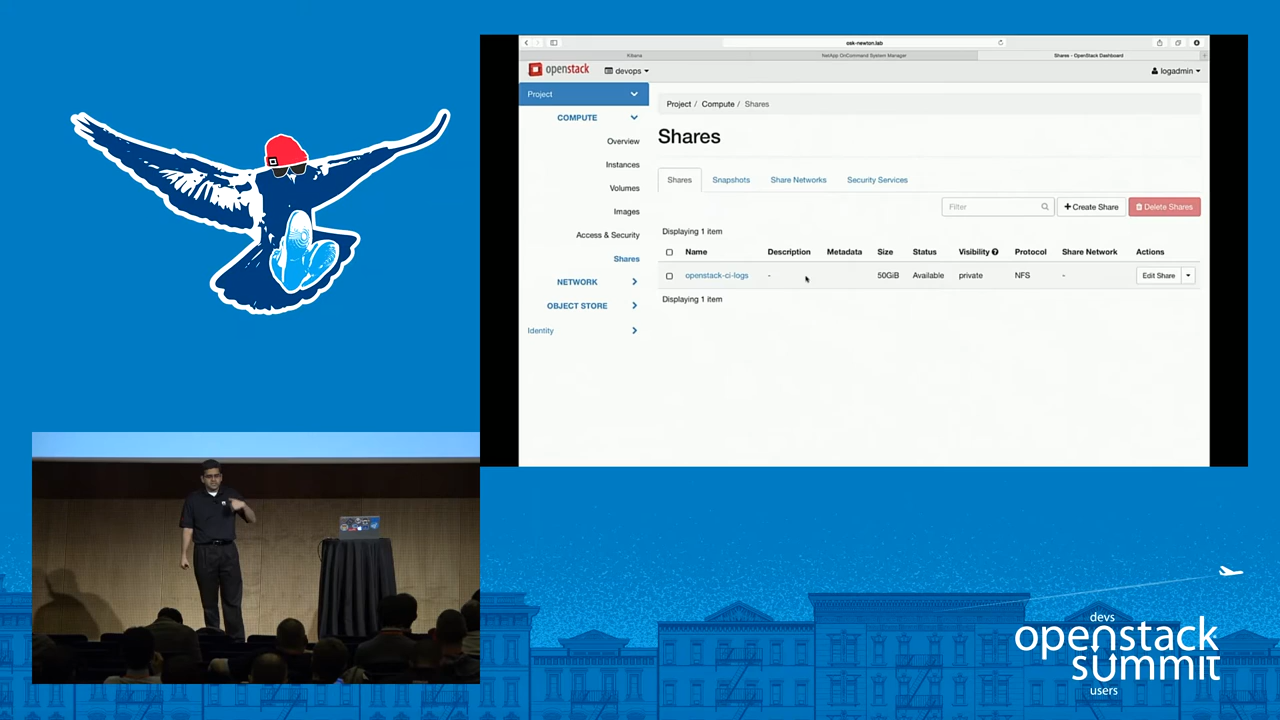 osk-newton.lab
Kibana
NetApp OnCommand System Manager
Shares - OpenStack Dashboard
openstack
devops
logadmin
Project
COMPUTE
Overview
Instances
Volumes
Images
Access & Security
Shares
NETWORK
OBJECT STORE
Identity
Project / Compute / Shares
Shares
Shares Snapshots Share Networks Security Services
Filter
+ Create Share
Delete Shares
Displaying 1 item
Name Description Metadata Size Status Visibility Protocol Share Network Actions
openstack-ci-logs - 50GiB Available private NFS - Edit Share
Displaying 1 item
devs
openstack
summit
users